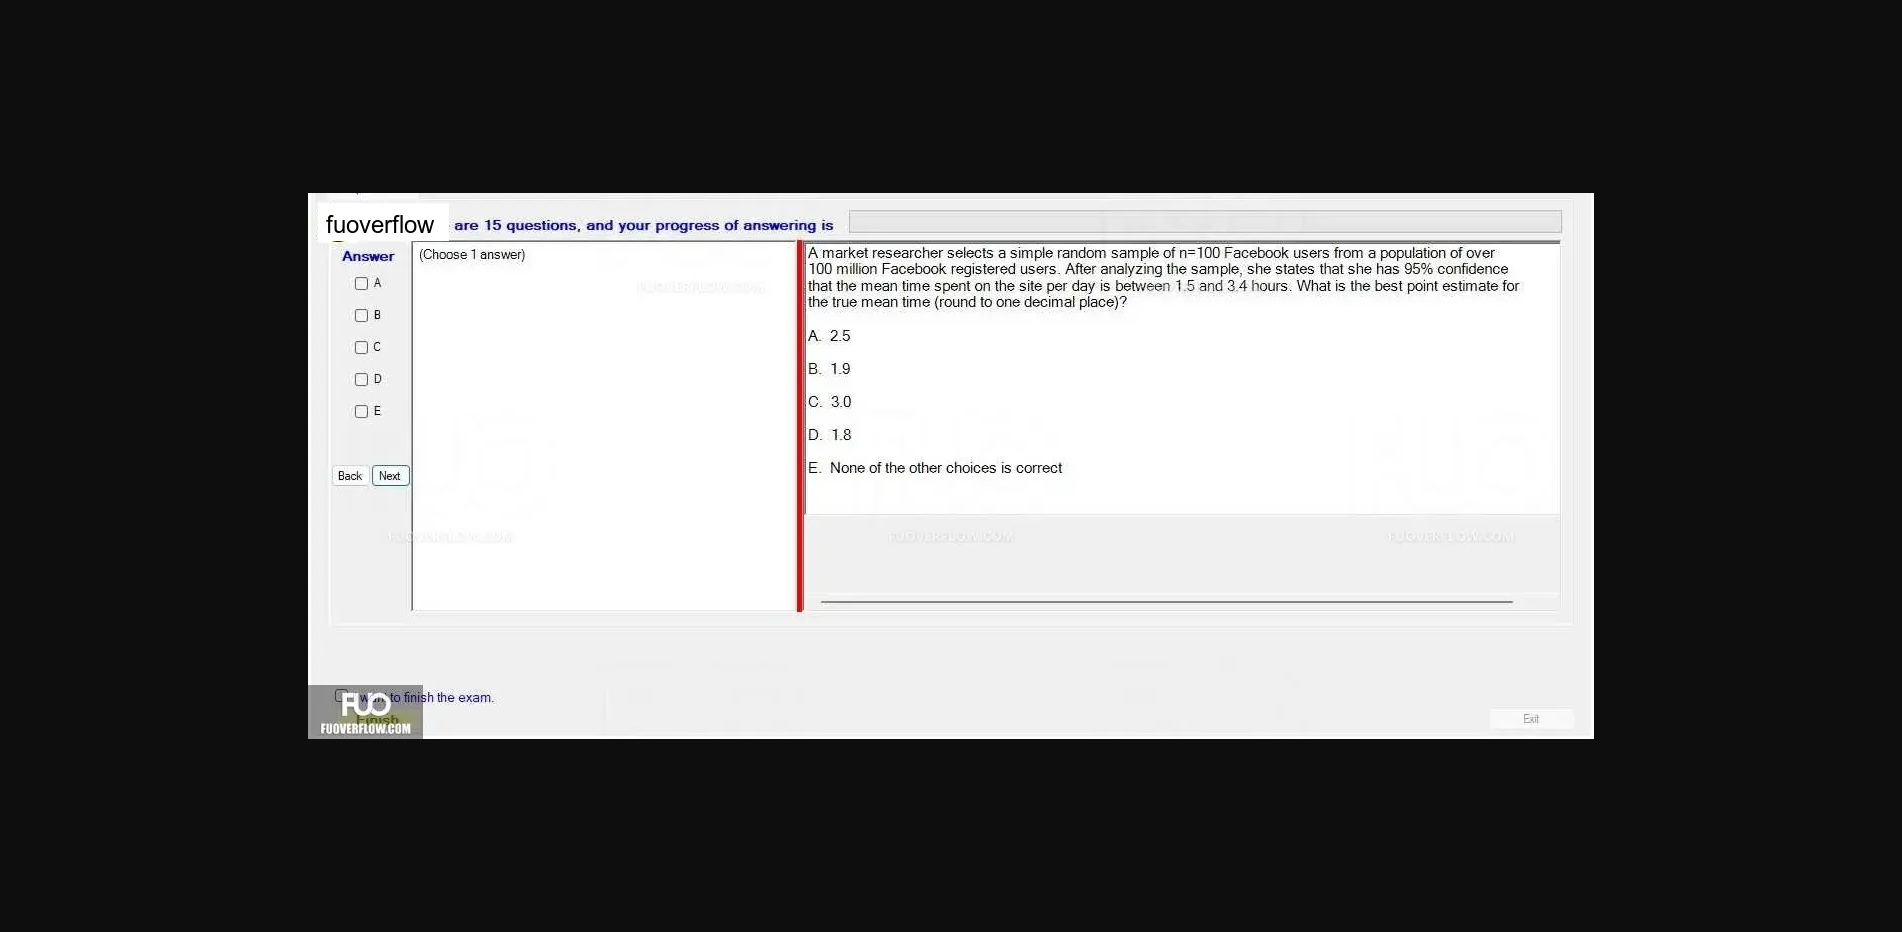 fuoverflow are 15 questions, and your progress of answering is
Answer
(Choose 1 answer)
A
B
C
D
E
Back Next
A market researcher selects a simple random sample of n=100 Facebook users from a population of over
100 million Facebook registered users. After analyzing the sample, she states that she has 95% confidence
that the mean time spent on the site per day is between 1.5 and 3.4 hours. What is the best point estimate for
the true mean time (round to one decimal place)?
A. 2.5
B. 1.9
C. 3.0
D. 1.8
E. None of the other choices is correct
FUOVERFLOW.COM
FUOVERFLOW.COM
FUOVERFLOW.COM
FUOVERFLOW.COM
want to finish the exam.
Finish
FUO
FUOVERFLOW.COM
Exit